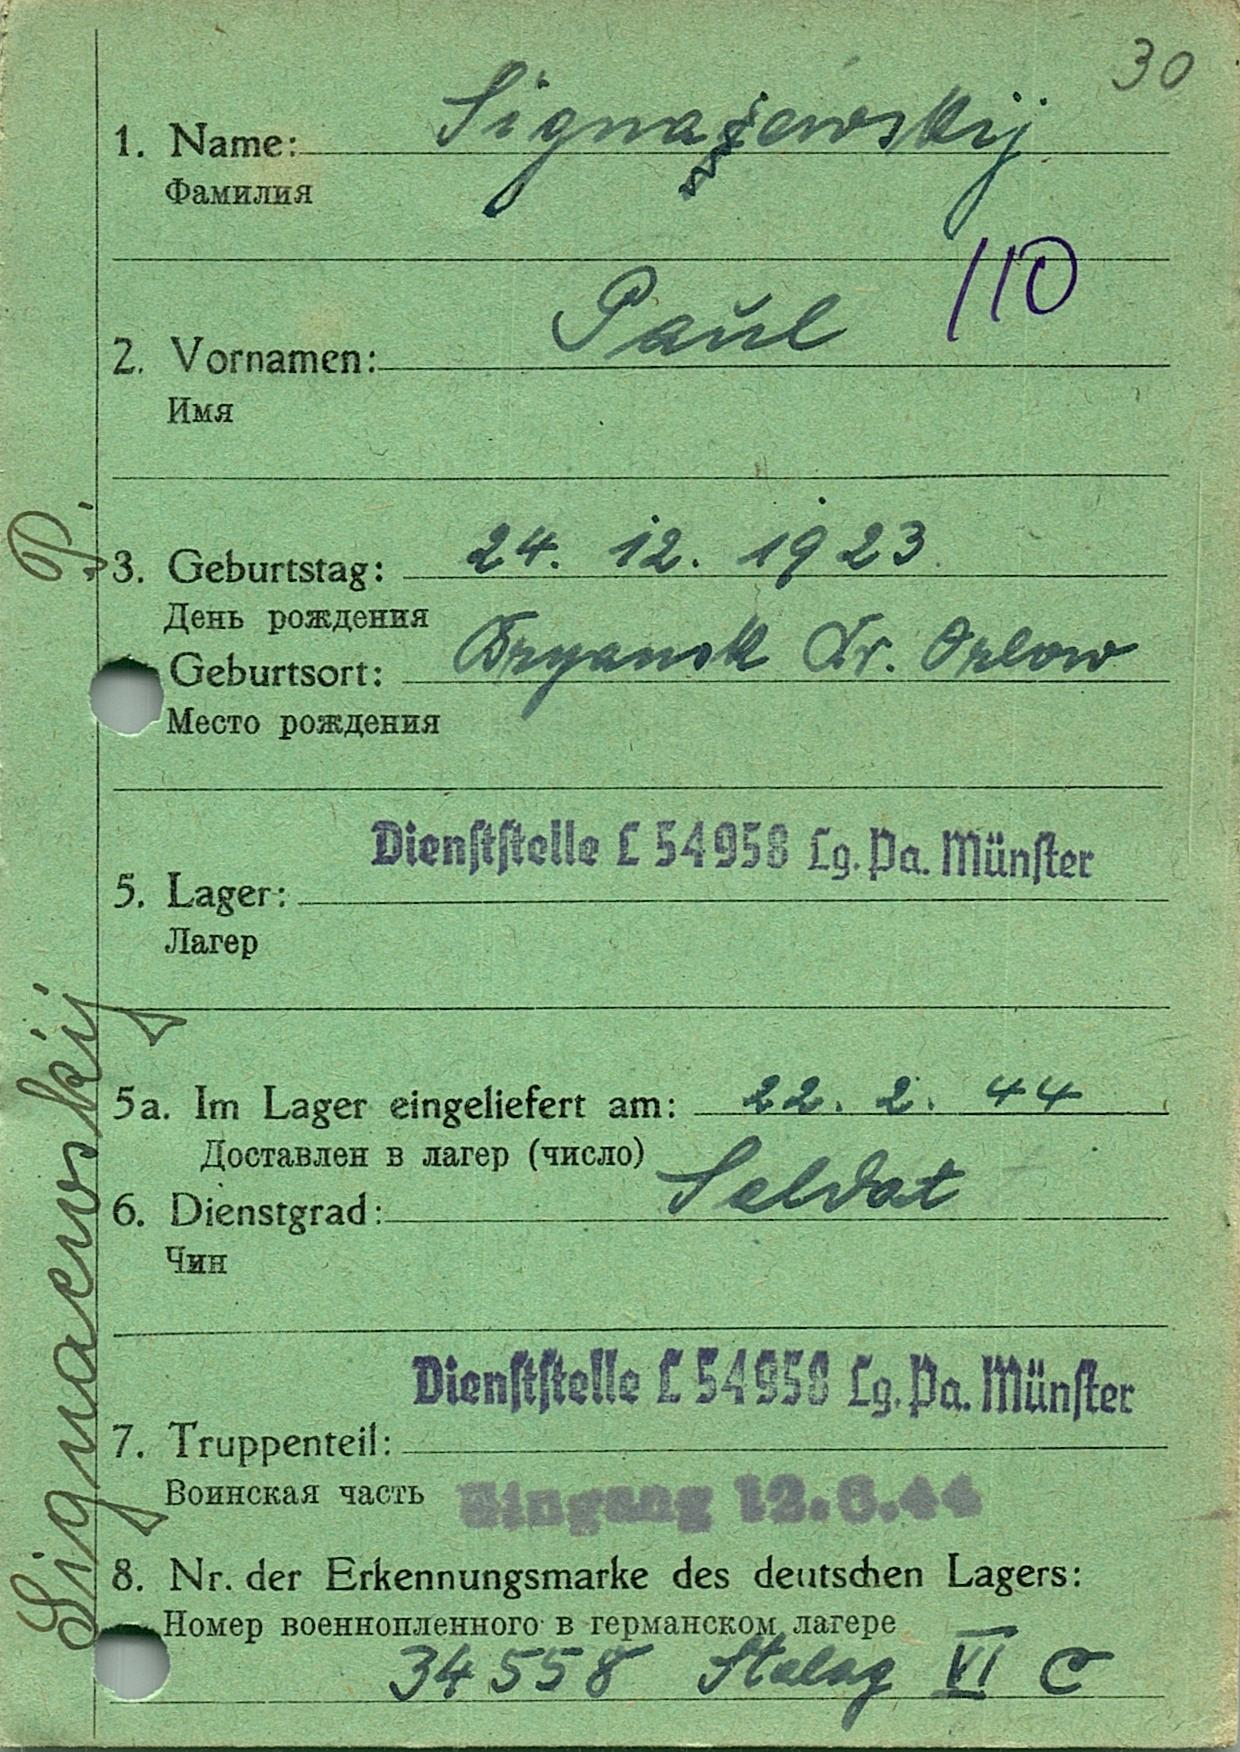 30
1. Name: Signajewskij
Фамилия
110
2. Vornamen: Paul
Имя
3. Geburtstag: 24. 12. 1923
День рождения
Geburtsort: Bryansk Kr. Orlow
Место рождения
Dienststelle L 54958 Lg. Pa. Münster
5. Lager:
Лагер
5a. Im Lager eingeliefert am: 22. 2. 44
Доставлен в лагер (число)
6. Dienstgrad: Soldat
Чин
Dienststelle L 54958 Lg. Pa. Münster
7. Truppenteil:
Воинская часть
Eingang 12.6.44
8. Nr. der Erkennungsmarke des deutschen Lagers:
Номер военнопленного в германском лагере
34558 Stalag VI C
Signaewskij P.